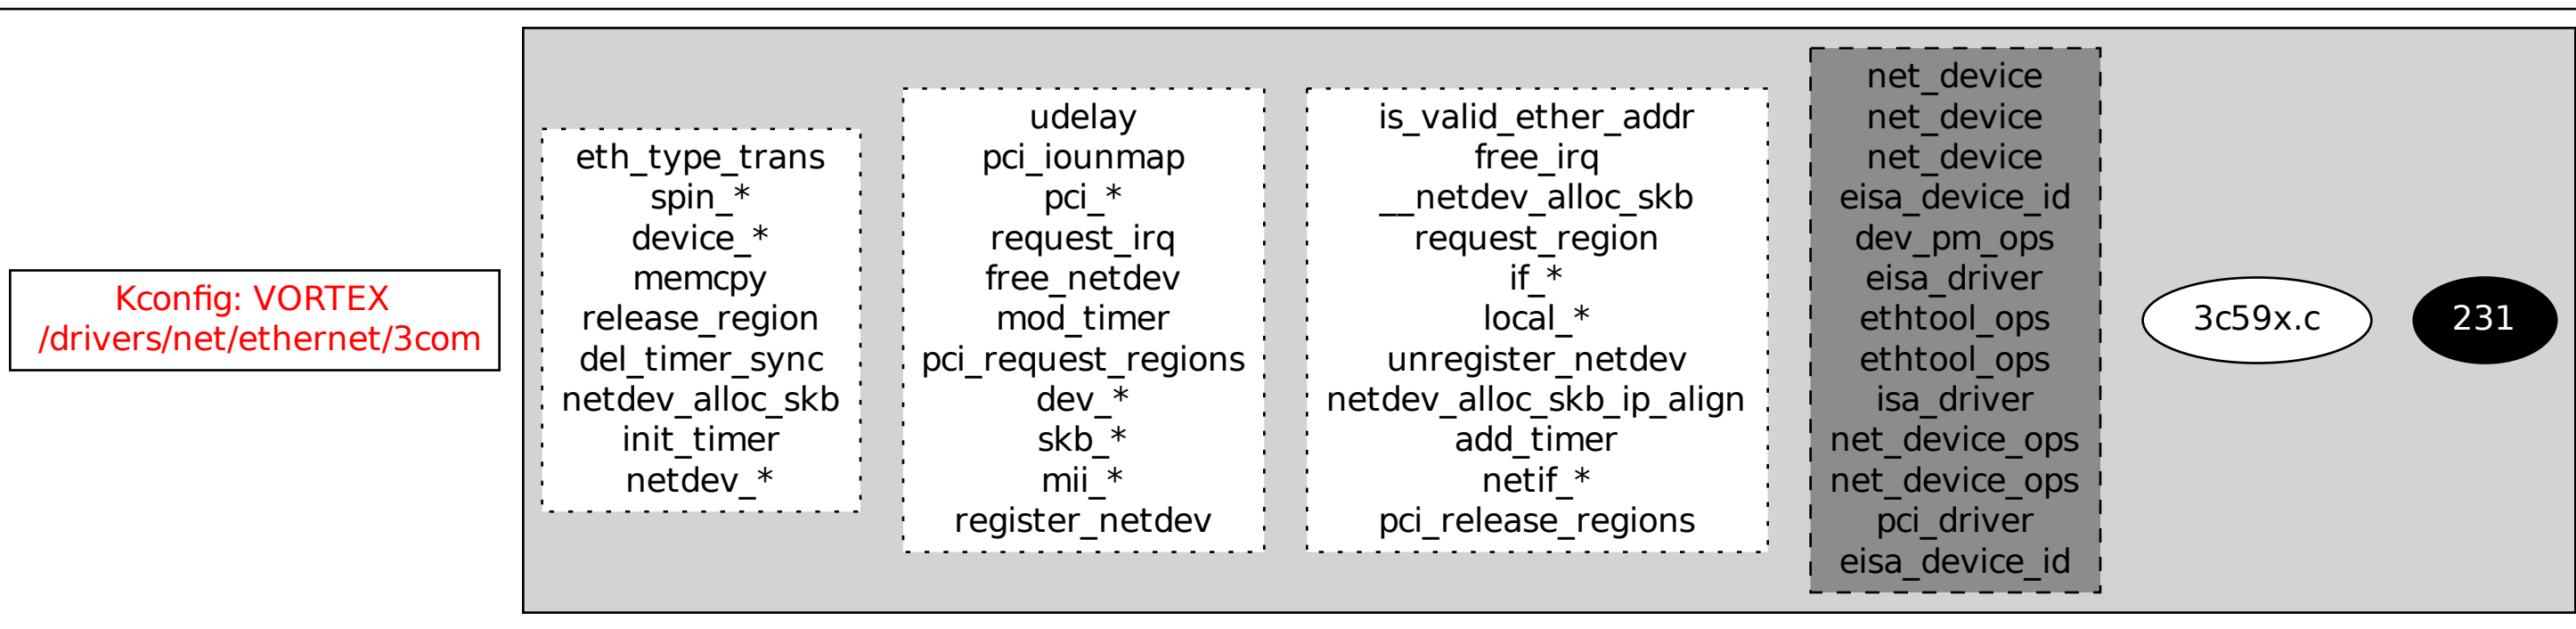 Kconfig: VORTEX
/drivers/net/ethernet/3com
eth_type_trans
spin_*
device_*
memcpy
release_region
del_timer_sync
netdev_alloc_skb
init_timer
netdev_*
udelay
pci_iounmap
pci_*
request_irq
free_netdev
mod_timer
pci_request_regions
dev_*
skb_*
mii_*
register_netdev
is_valid_ether_addr
free_irq
__netdev_alloc_skb
request_region
if_*
local_*
unregister_netdev
netdev_alloc_skb_ip_align
add_timer
netif_*
pci_release_regions
net_device
net_device
net_device
eisa_device_id
dev_pm_ops
eisa_driver
ethtool_ops
ethtool_ops
isa_driver
net_device_ops
net_device_ops
pci_driver
eisa_device_id
3c59x.c
231